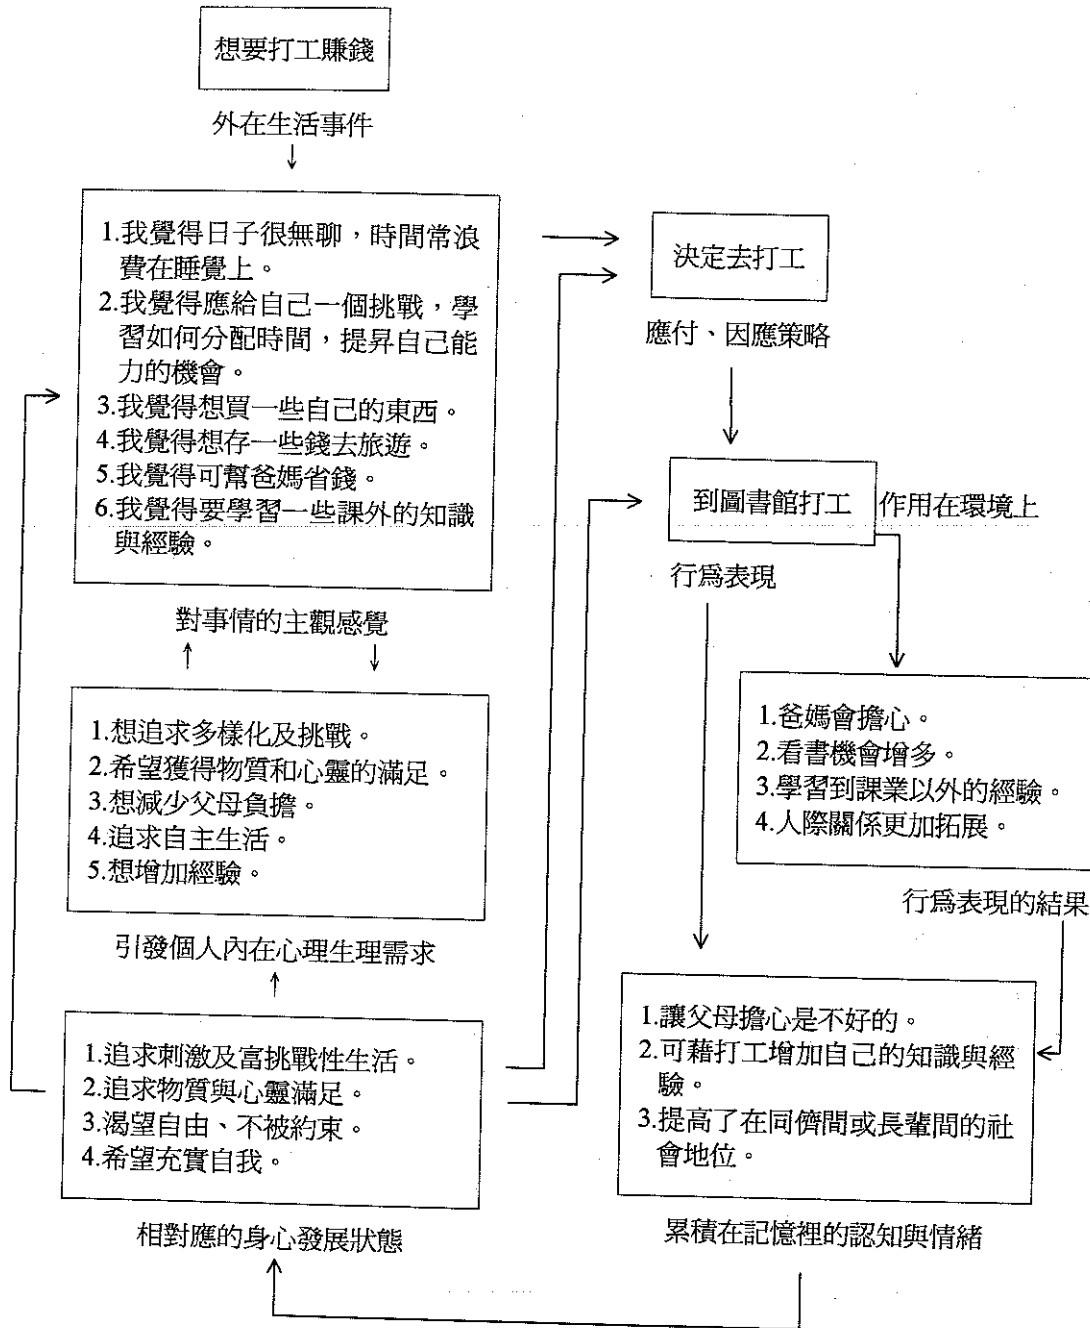 想要打工賺錢
外在生活事件
1.我覺得日子很無聊，時間常浪
費在睡覺上。
2.我覺得應給自己一個挑戰，學
習如何分配時間，提昇自己能
力的機會。
3.我覺得想買一些自己的東西。
4.我覺得想存一些錢去旅遊。
5.我覺得可幫爸媽省錢。
6.我覺得要學習一些課外的知識
與經驗。
對事情的主觀感覺
1.想追求多樣化及挑戰。
2.希望獲得物質和心靈的滿足。
3.想減少父母負擔。
4.追求自主生活。
5.想增加經驗。
引發個人內在心理生理需求
1.追求刺激及富挑戰性生活。
2.追求物質與心靈滿足。
3.渴望自由、不被約束。
4.希望充實自我。
相對應的身心發展狀態
決定去打工
應付、因應策略
到圖書館打工
作用在環境上
行爲表現
1.爸媽會擔心。
2.看書機會增多。
3.學習到課業以外的經驗。
4.人際關係更加拓展。
行爲表現的結果
1.讓父母擔心是不好的。
2.可藉打工增加自己的知識與經
驗。
3.提高了在同儕間或長輩間的社
會地位。
累積在記憶裡的認知與情緒